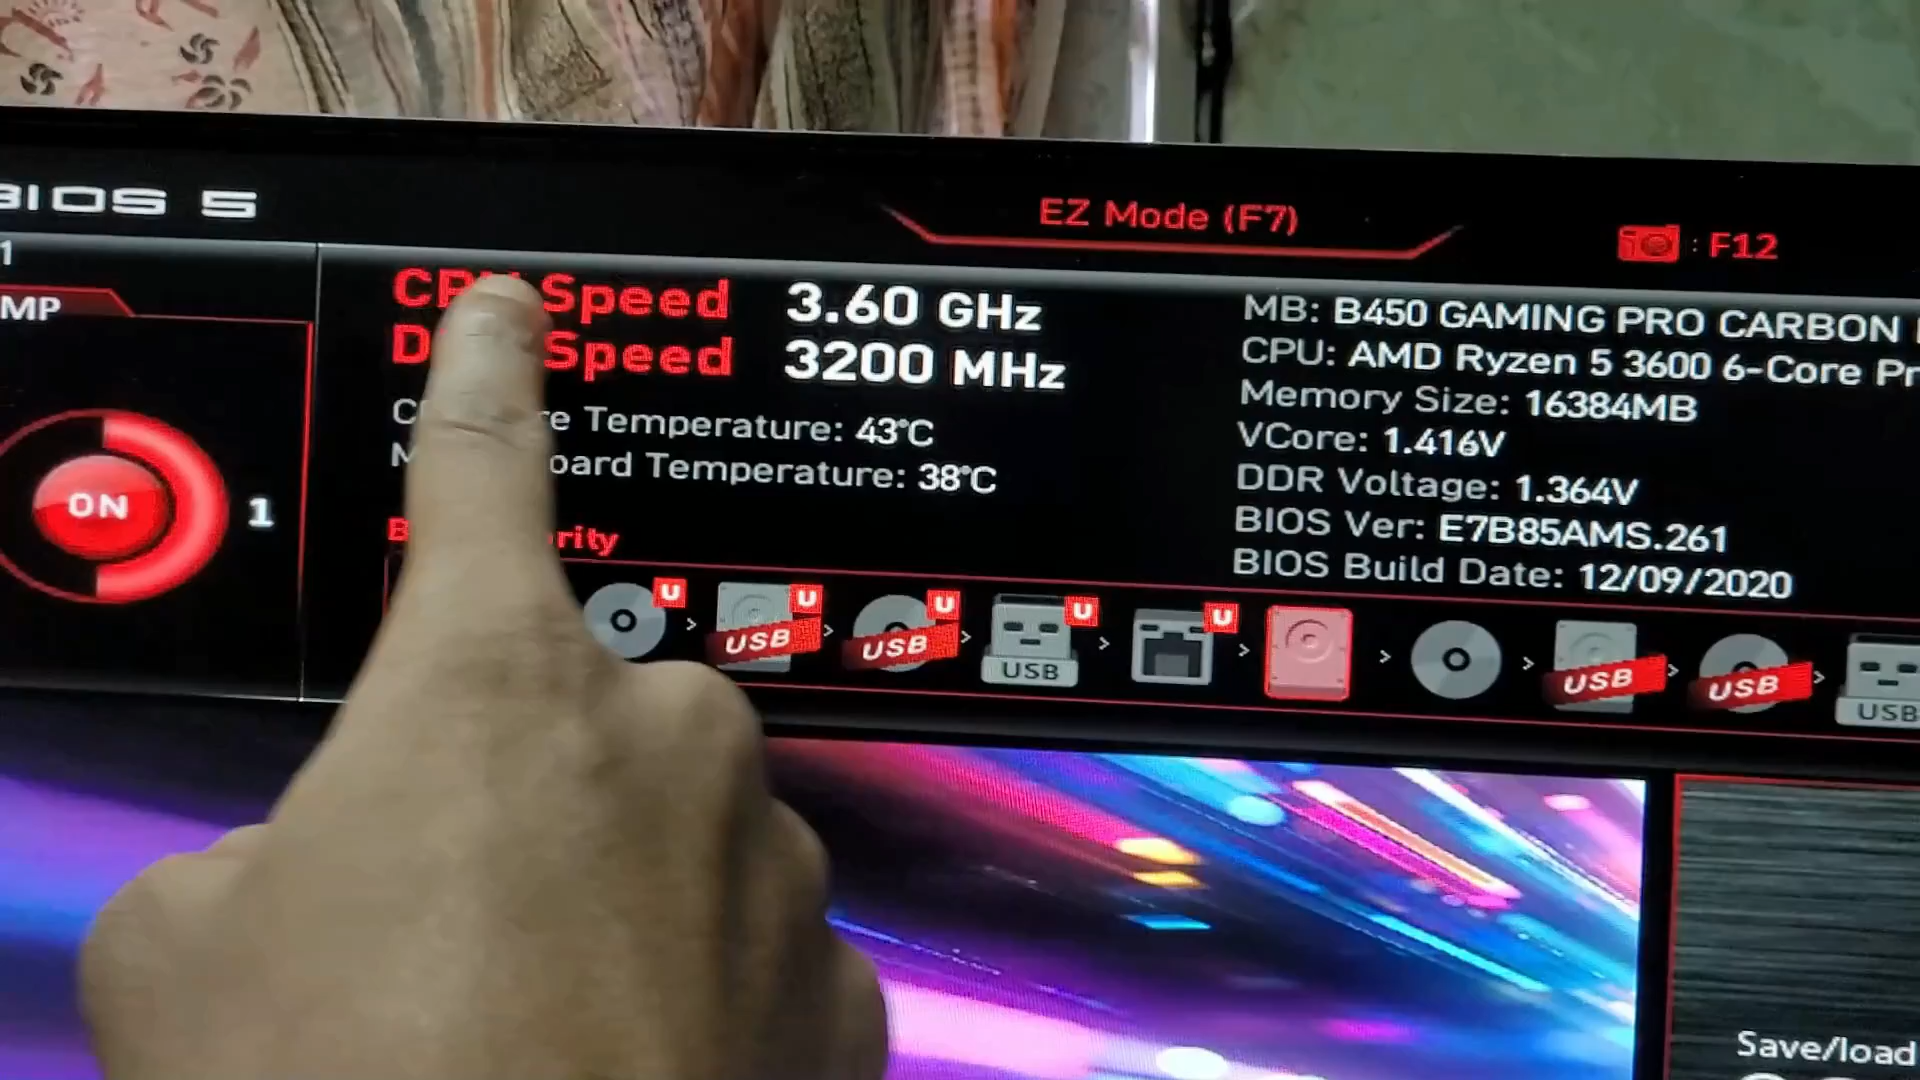 BIOS 5
EZ Mode (F7)
: F12
1
MP
ON
1
Speed 3.60 GHz
Speed 3200 MHz
Temperature: 43°C
Temperature: 38°C
MB: B450 GAMING PRO CARBON
CPU: AMD Ryzen 5 3600 6-Core Pr
Memory Size: 16384MB
VCore: 1.416V
DDR Voltage: 1.364V
BIOS Ver: E7B85AMS.261
BIOS Build Date: 12/09/2020
U U U U U
USB USB USB USB USB USB
Save/load